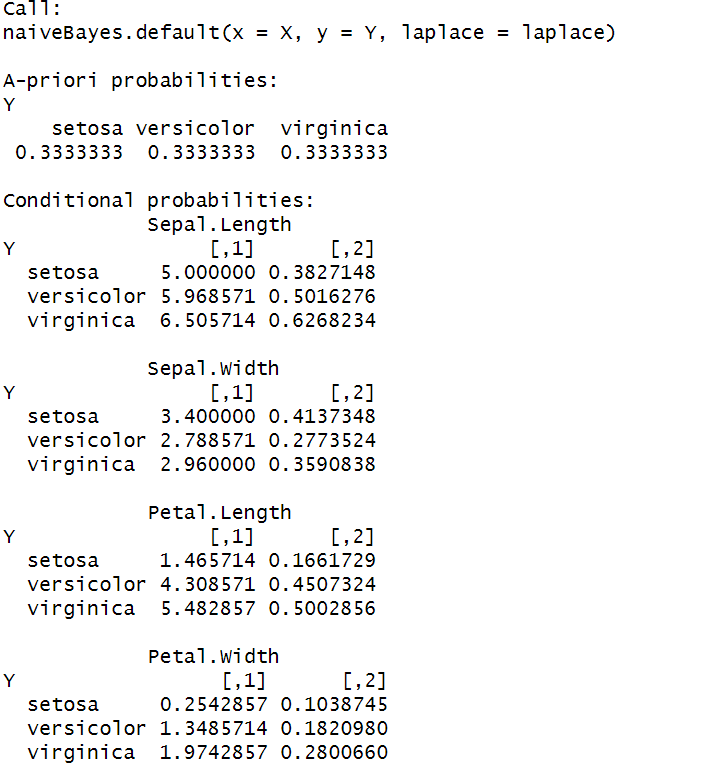 Call:
naiveBayes.default(x = X, y = Y, laplace = laplace)

A-priori probabilities:
Y
    setosa versicolor  virginica
 0.3333333  0.3333333  0.3333333

Conditional probabilities:
            Sepal.Length
Y                [,1]      [,2]
  setosa     5.000000 0.3827148
  versicolor 5.968571 0.5016276
  virginica  6.505714 0.6268234

            Sepal.Width
Y                [,1]      [,2]
  setosa     3.400000 0.4137348
  versicolor 2.788571 0.2773524
  virginica  2.960000 0.3590838

            Petal.Length
Y                [,1]      [,2]
  setosa     1.465714 0.1661729
  versicolor 4.308571 0.4507324
  virginica  5.482857 0.5002856

            Petal.Width
Y                 [,1]      [,2]
  setosa     0.2542857 0.1038745
  versicolor 1.3485714 0.1820980
  virginica  1.9742857 0.2800660